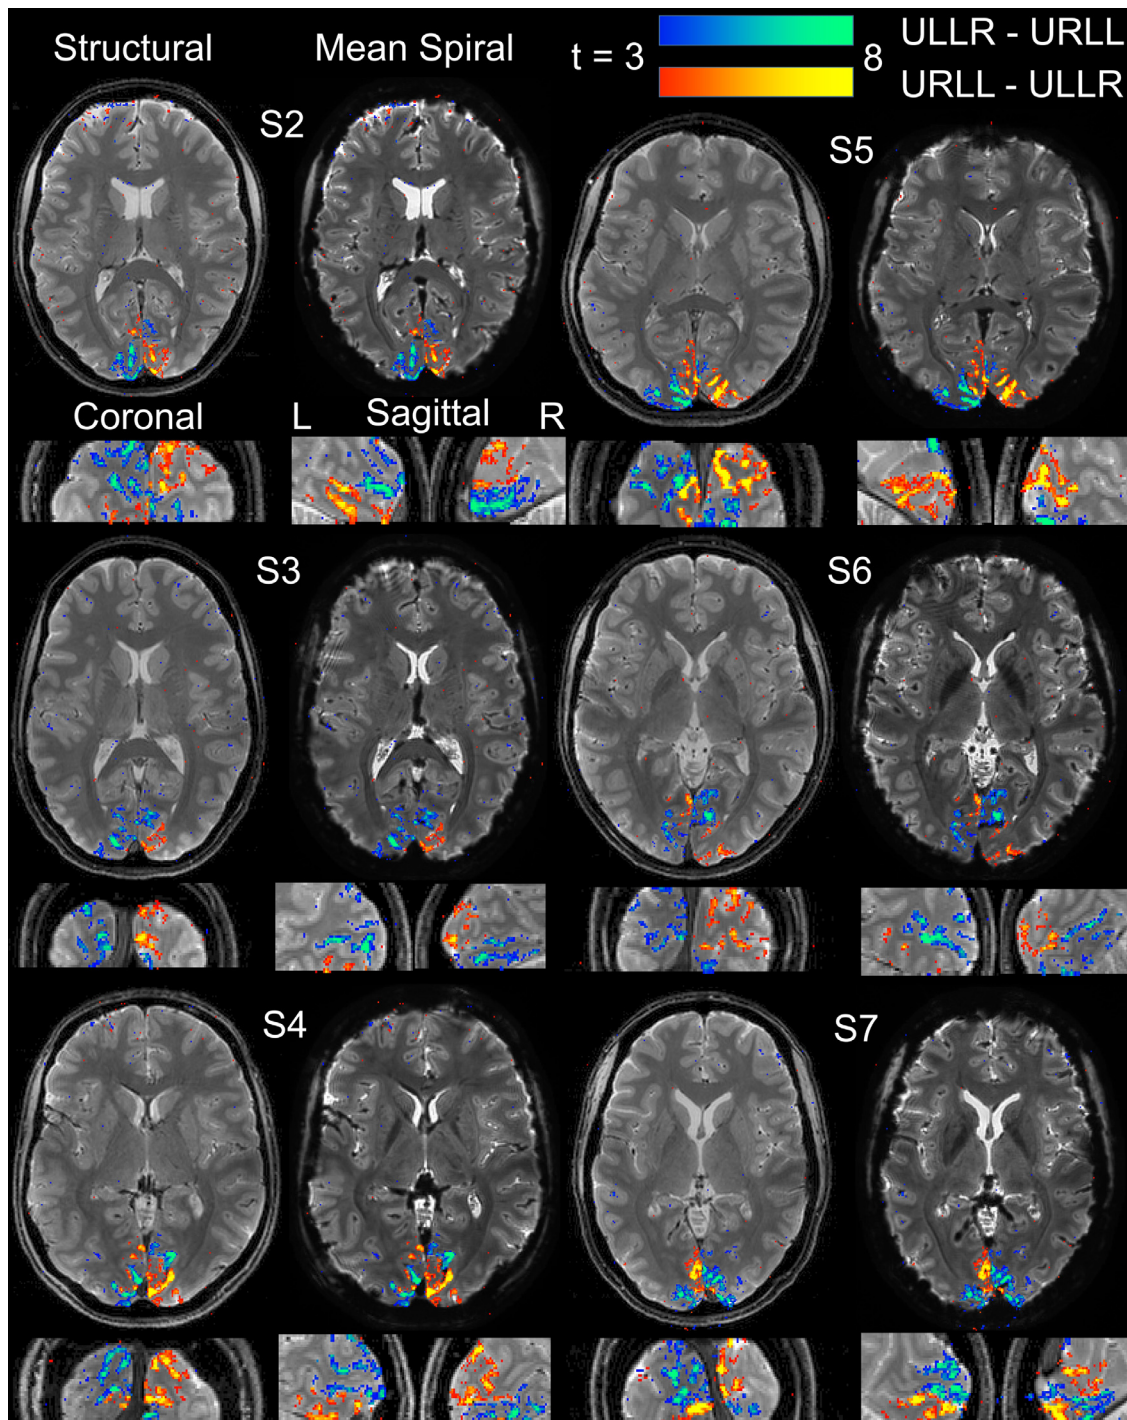 Structural
Mean Spiral
t = 3
8
ULLR - URLL
URLL - ULLR
S2
S5
Coronal
L
Sagittal
R
S3
S6
S4
S7